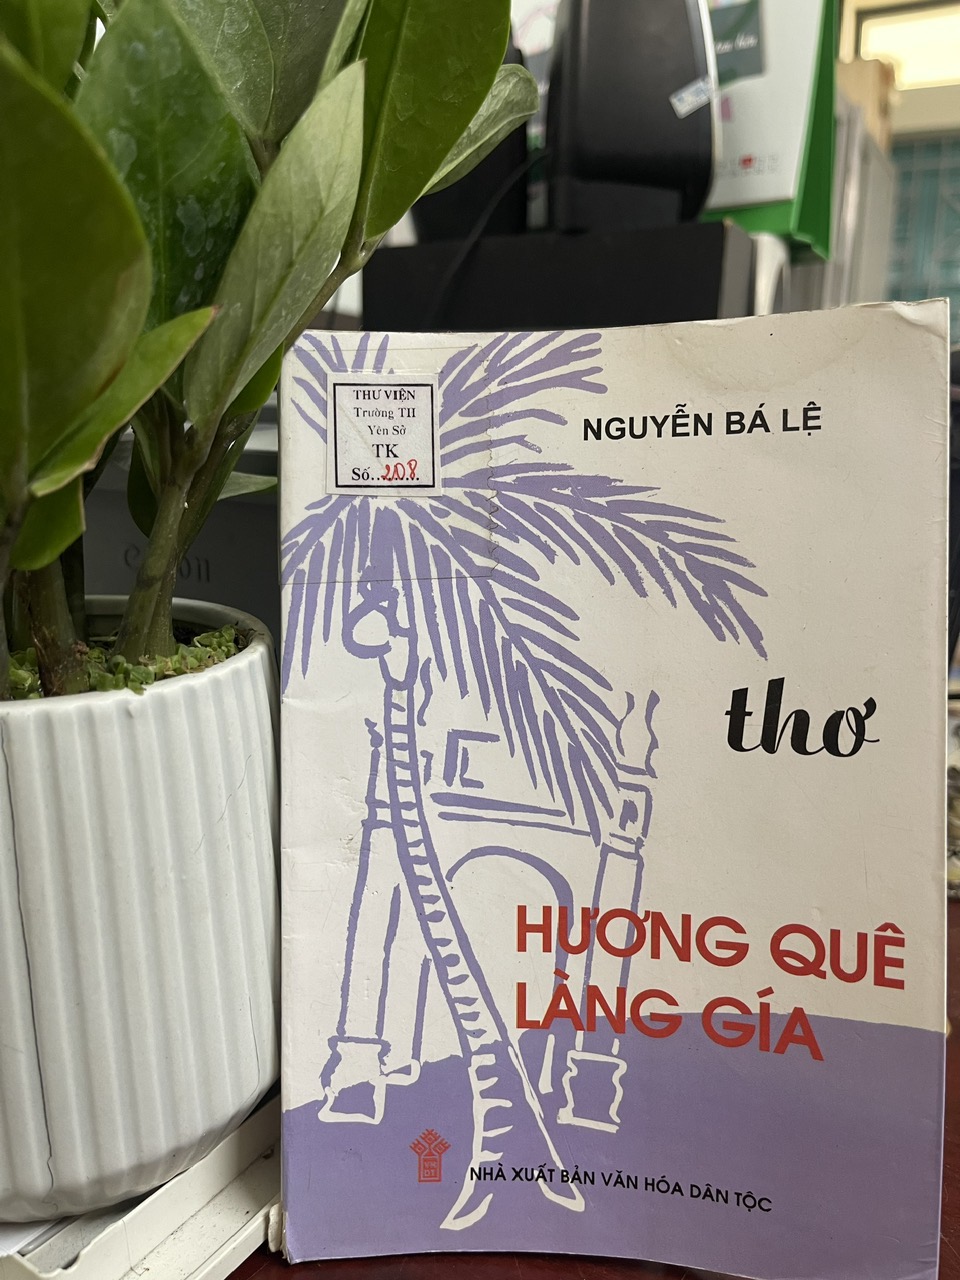 THƯ VIỆN
Trường TH
Yên Sở
TK
Số...208..
NGUYỄN BÁ LỆ
thơ
HƯƠNG QUÊ
LÀNG GÍA
NHÀ XUẤT BẢN VĂN HÓA DÂN TỘC